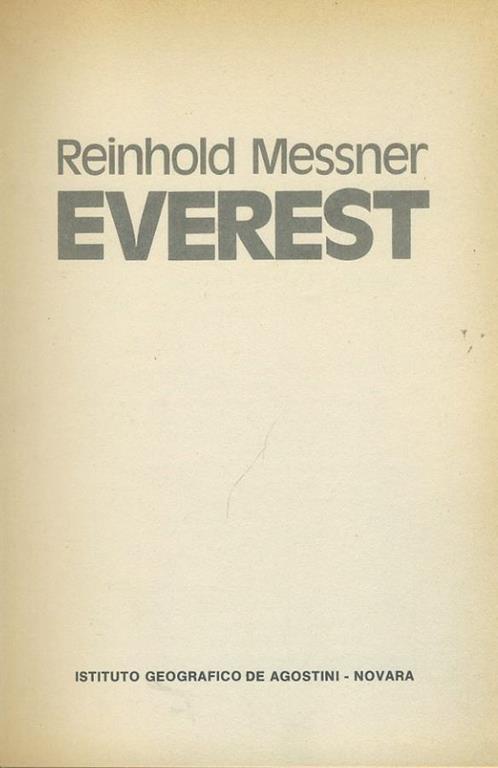 Reinhold Messner
EVEREST
ISTITUTO GEOGRAFICO DE AGOSTINI - NOVARA